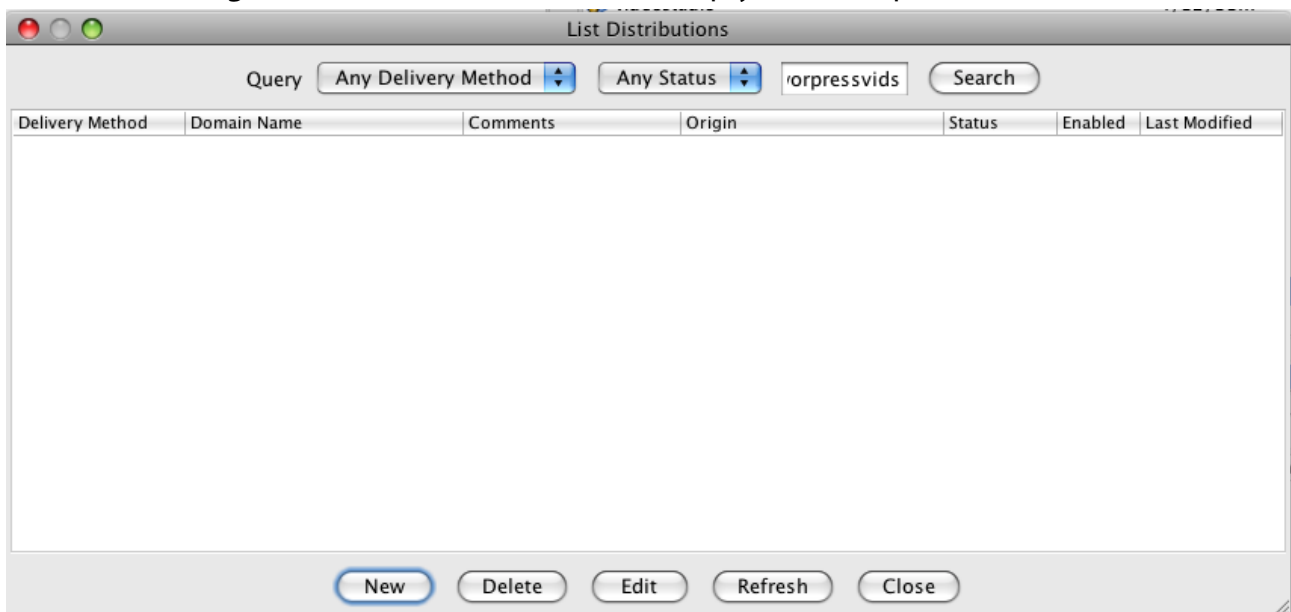 List Distributions
Query Any Delivery Method Any Status orpressvids Search
Delivery Method Domain Name Comments Origin Status Enabled Last Modified
New Delete Edit Refresh Close